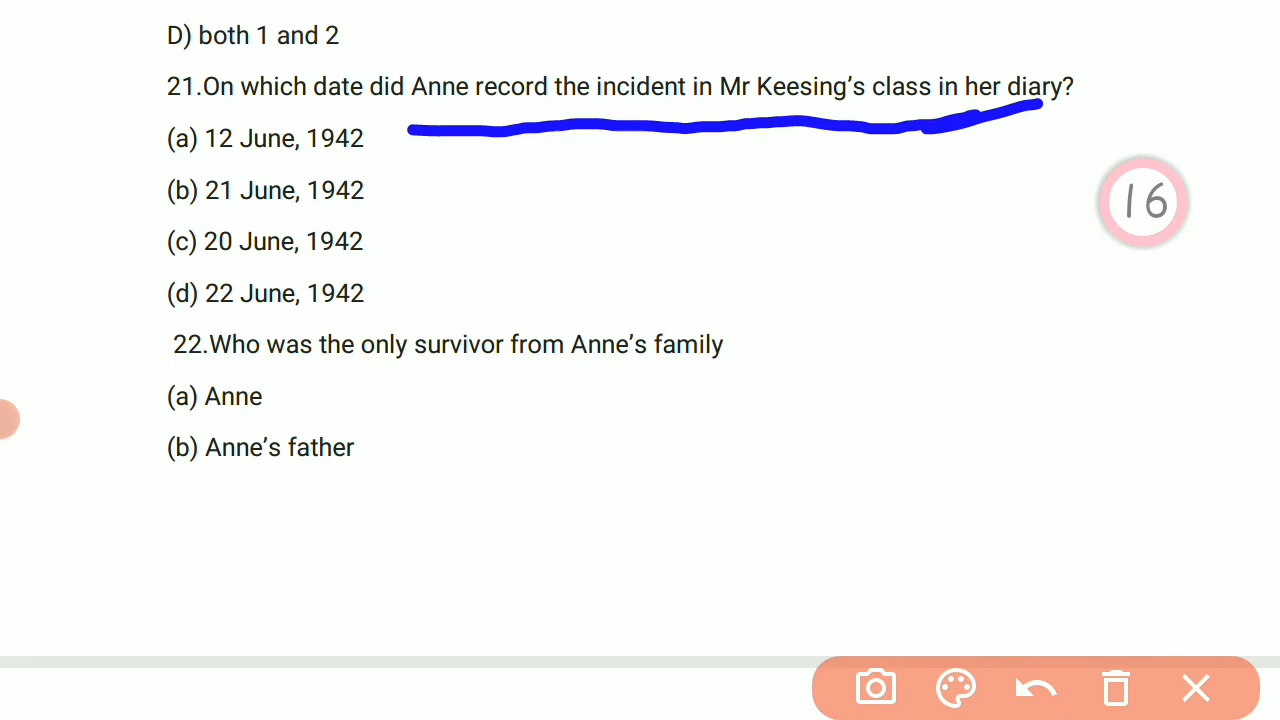 D) both 1 and 2
21.On which date did Anne record the incident in Mr Keesing’s class in her diary?
(a) 12 June, 1942
(b) 21 June, 1942
16
(c) 20 June, 1942
(d) 22 June, 1942
22.Who was the only survivor from Anne’s family
(a) Anne
(b) Anne’s father